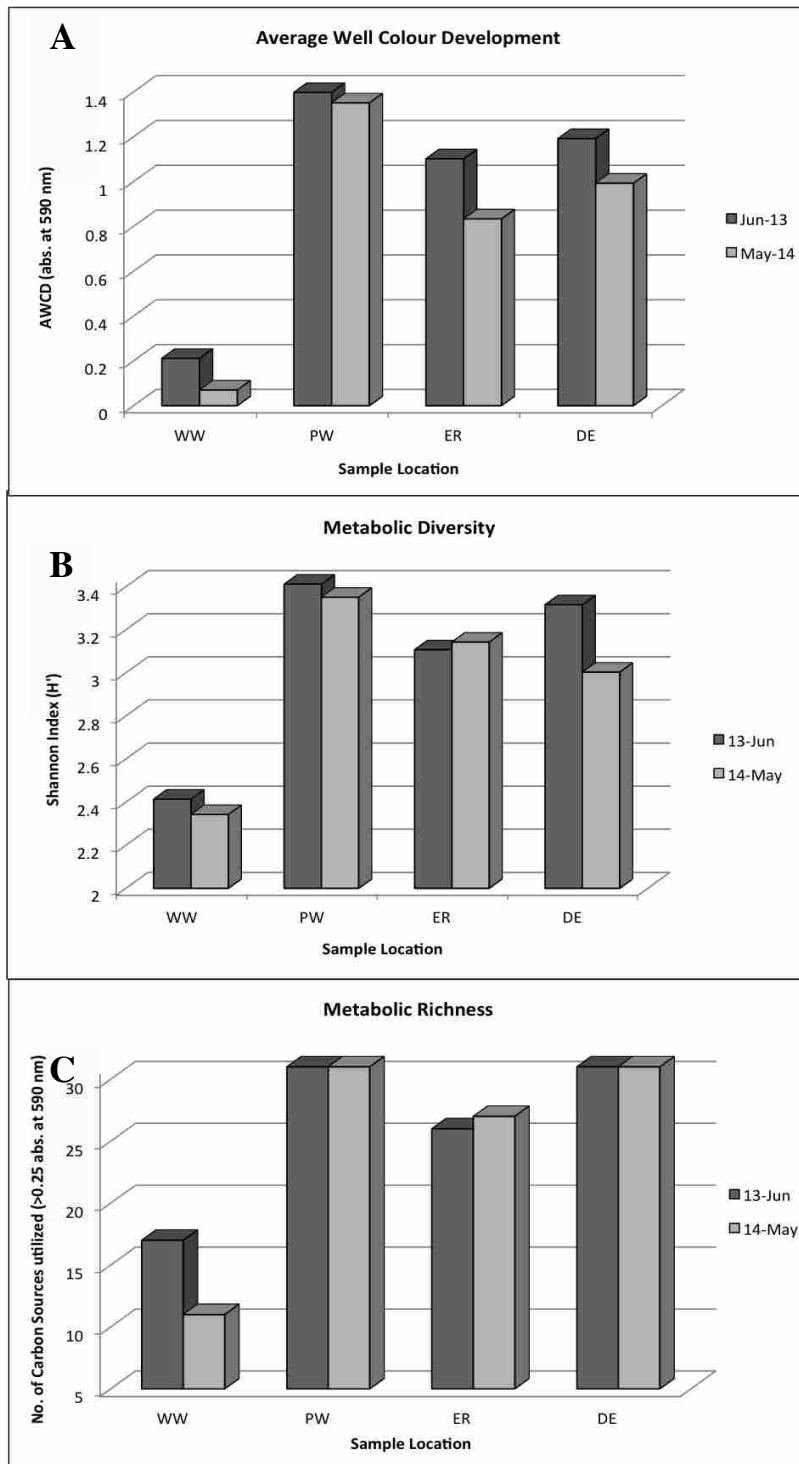 A
Average Well Colour Development
AWCD (abs. at 590 nm)
1.4
1.2
1
0.8
0.6
0.4
0.2
0
WW PW ER DE
Sample Location
Jun-13
May-14
B
Metabolic Diversity
Shannon Index (H')
3.4
3.2
3
2.8
2.6
2.4
2.2
2
WW PW ER DE
Sample Location
13-Jun
14-May
C
Metabolic Richness
No. of Carbon Sources utilized (>0.25 abs. at 590 nm)
30
25
20
15
10
5
WW PW ER DE
Sample Location
13-Jun
14-May